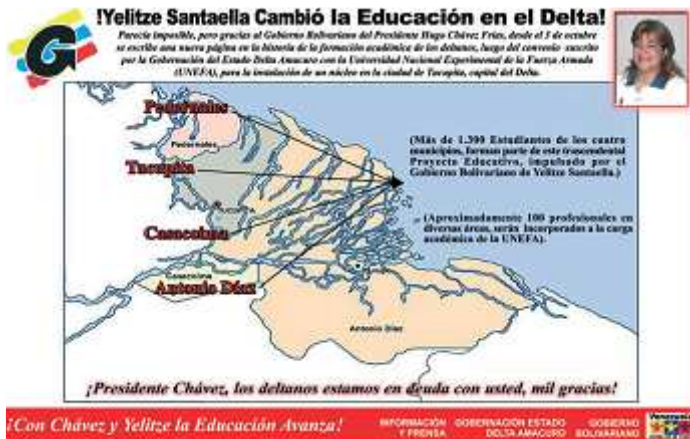 !Yelitze Santaella Cambió la Educación en el Delta!
Parecía imposible, pero gracias al Gobierno Bolivariano del Presidente Hugo Chávez Frías, desde el 5 de octubre
se escribe una nueva página en la historia de la formación académica de los deltanos, luego del convenio suscrito
por la Gobernación del Estado Delta Amacuro con la Universidad Nacional Experimental de la Fuerza Armada
(UNEFA), para la instalación de un núcleo en la ciudad de Tucupita, capital del Delta.
G
Pedernales
Pedernales
Tucupita
Casacoima
Casacoima
Antonio Díaz
Antonio Díaz
(Más de 1.300 Estudiantes de los cuatro
municipios, forman parte de este trascendental
Proyecto Educativo, impulsado por el
Gobierno Bolivariano de Yelitze Santaella.)
(Aproximadamente 100 profesionales en
diversas áreas, serán incorporados a la carga
académica de la UNEFA).
¡Presidente Chávez, los deltanos estamos en deuda con usted, mil gracias!
¡Con Chávez y Yelitze la Educación Avanza!
INFORMACIÓN
Y PRENSA
GOBERNACIÓN ESTADO
DELTA AMACURO
GOBIERNO
BOLIVARIANO